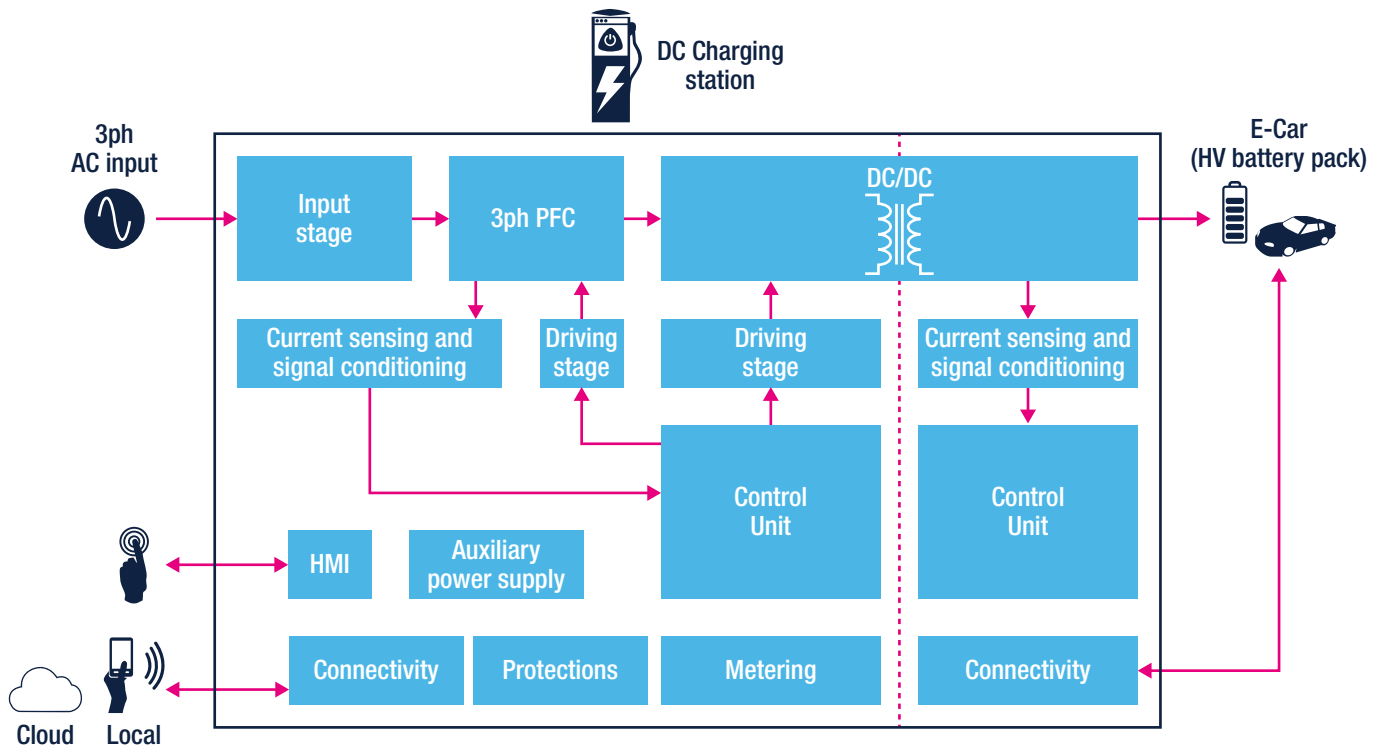 DC Charging
station
3ph
AC input
E-Car
(HV battery pack)
Input
stage
3ph PFC
DC/DC
Current sensing and
signal conditioning
Driving
stage
Driving
stage
Current sensing and
signal conditioning
Control
Unit
Control
Unit
HMI
Auxiliary
power supply
Connectivity
Protections
Metering
Connectivity
Cloud
Local